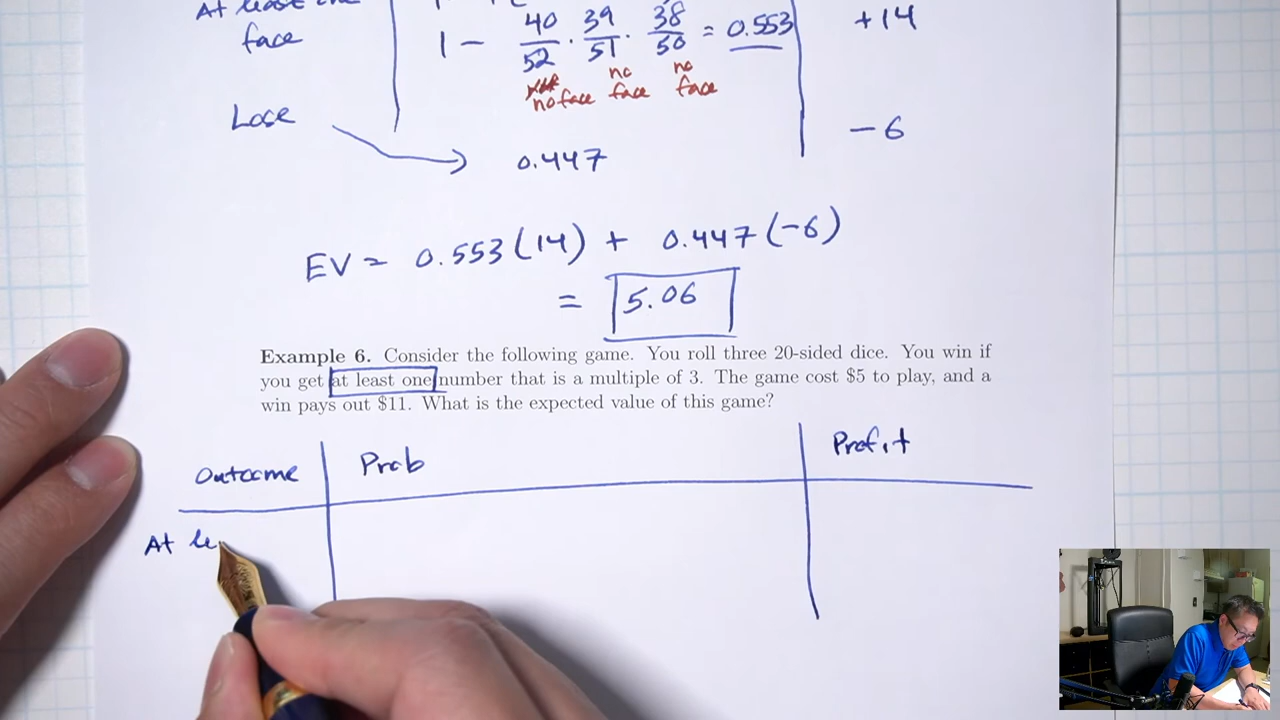 At least one
face
1 - 40/52 · 39/51 · 38/50 = 0.553
+14
no face no face no face
Lose
-6
0.447
EV = 0.553(14) + 0.447(-6)
= 5.06
Example 6. Consider the following game. You roll three 20-sided dice. You win if
you get at least one number that is a multiple of 3. The game cost $5 to play, and a
win pays out $11. What is the expected value of this game?
Outcome Prob Profit
At le